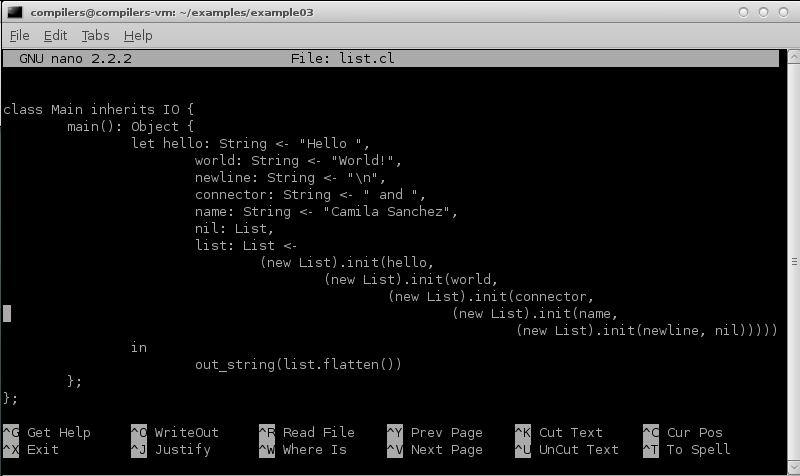 compilers@compilers-vm: ~/examples/example03
File Edit Tabs Help
GNU nano 2.2.2 File: list.cl
class Main inherits IO {
main(): Object {
let hello: String <- "Hello ",
world: String <- "World!",
newline: String <- "\n",
connector: String <- " and ",
name: String <- "Camila Sanchez",
nil: List,
list: List <-
(new List).init(hello,
(new List).init(world,
(new List).init(connector,
(new List).init(name,
(new List).init(newline, nil)))))
in
out_string(list.flatten())
};
};
^G Get Help ^O WriteOut ^R Read File ^Y Prev Page ^K Cut Text ^C Cur Pos
^X Exit ^J Justify ^W Where Is ^V Next Page ^U UnCut Text ^T To Spell